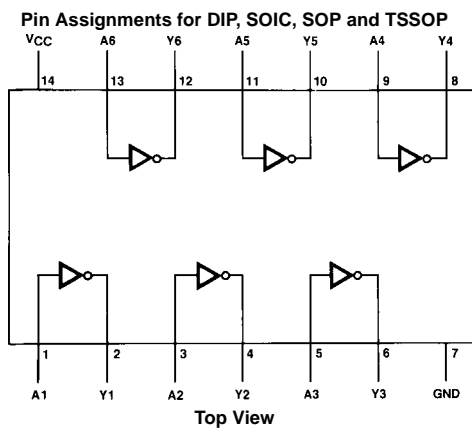 Pin Assignments for DIP, SOIC, SOP and TSSOP
VCC A6 Y6 A5 Y5 A4 Y4
14 13 12 11 10 9 8
1 2 3 4 5 6 7
A1 Y1 A2 Y2 A3 Y3 GND
Top View